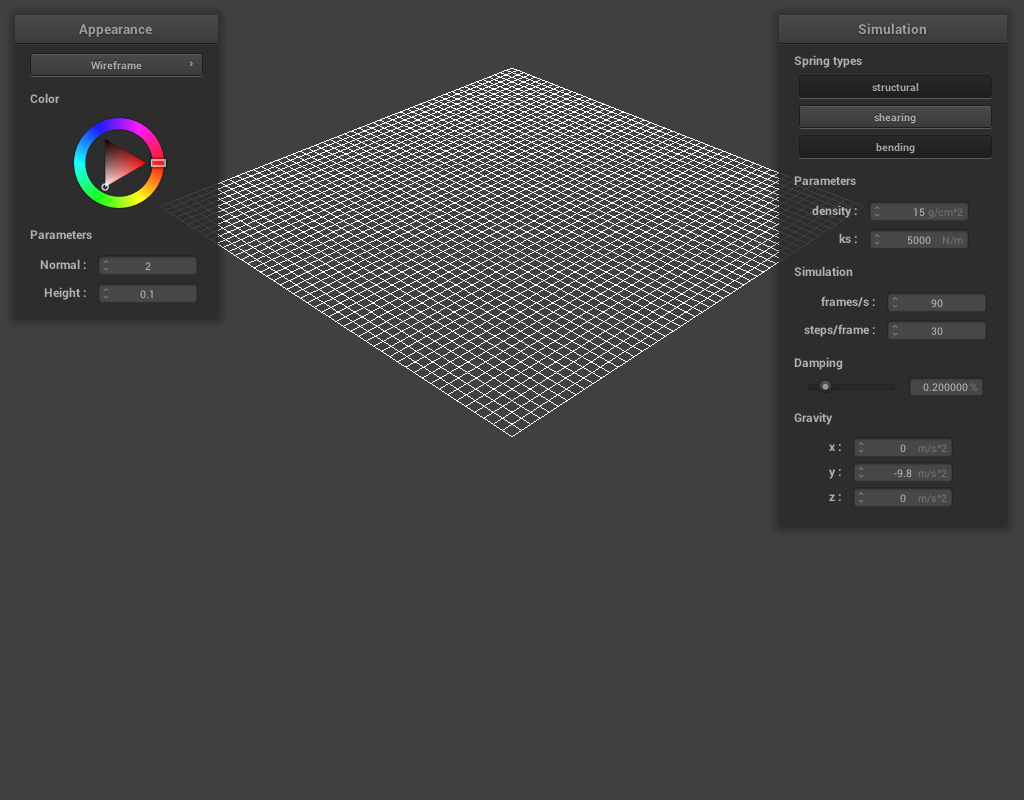 Appearance
Wireframe ›
Color
Parameters
Normal : 2
Height : 0.1
Simulation
Spring types
structural
shearing
bending
Parameters
density : 15 g/cm^2
ks : 5000 N/m
Simulation
frames/s : 90
steps/frame : 30
Damping
0.200000 %
Gravity
x : 0 m/s^2
y : -9.8 m/s^2
z : 0 m/s^2